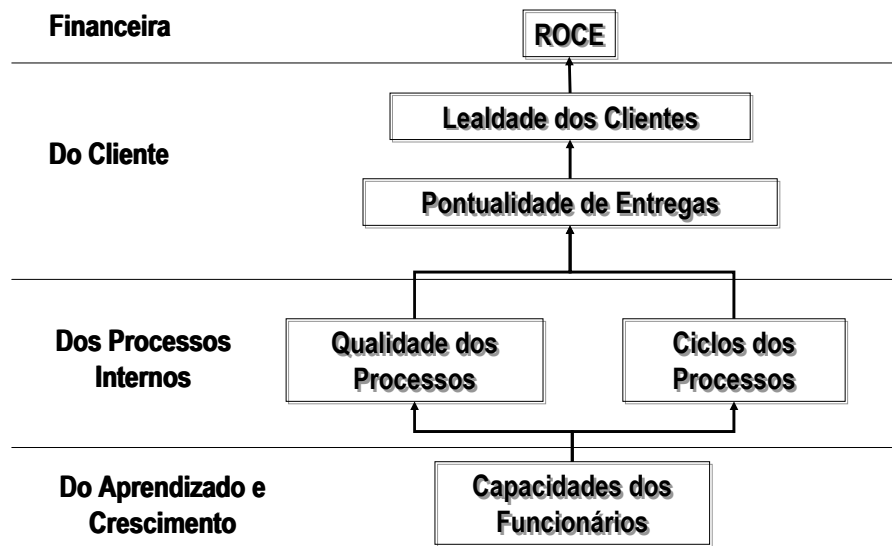 Financeira
ROCE
Lealdade dos Clientes
Do Cliente
Pontualidade de Entregas
Dos Processos
Internos
Qualidade dos
Processos
Ciclos dos
Processos
Do Aprendizado e
Crescimento
Capacidades dos
Funcionários